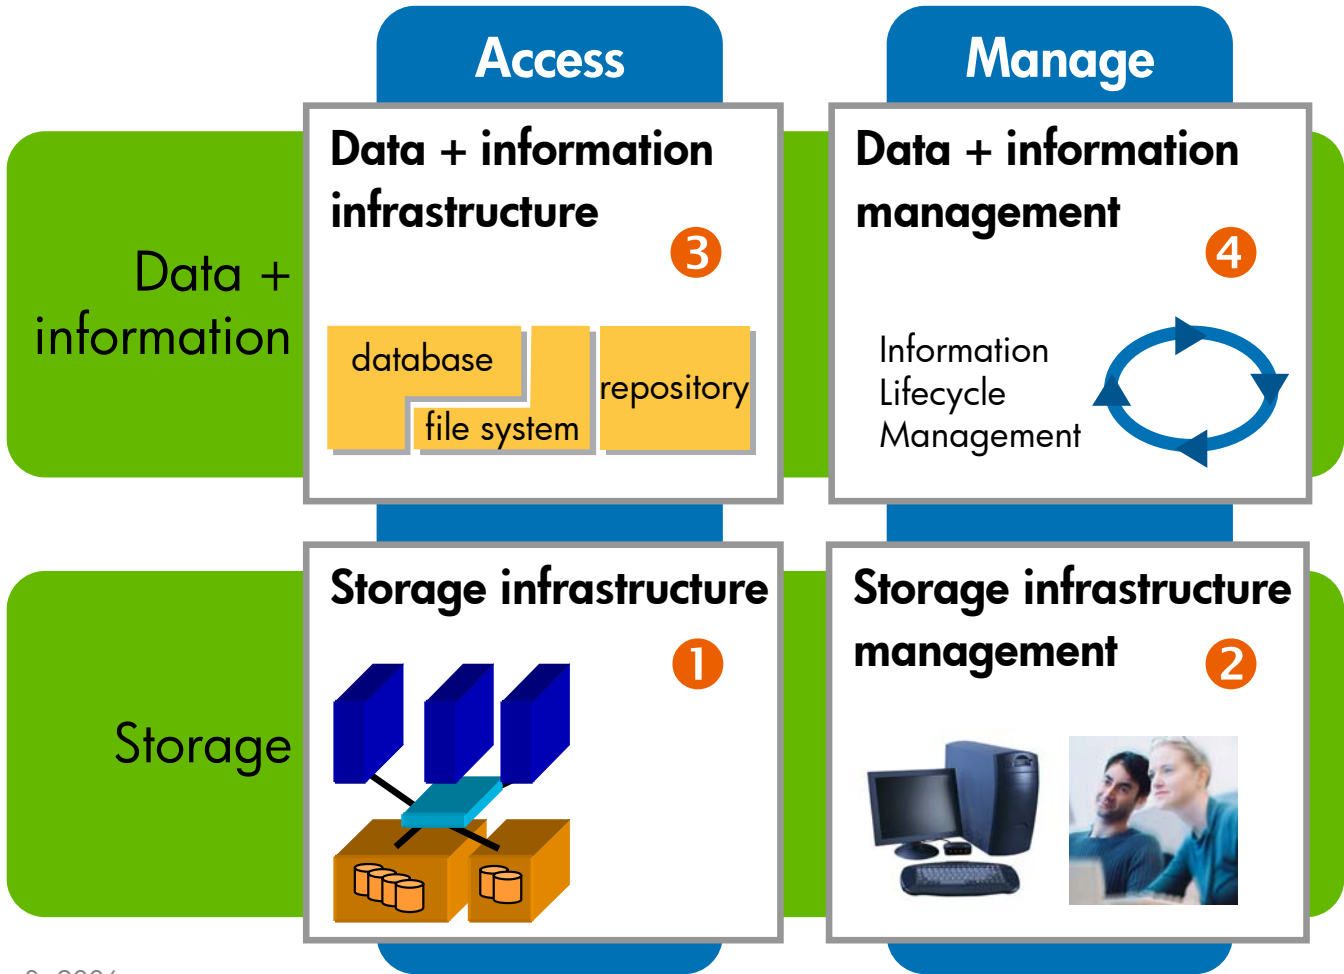 Access
Manage
Data + information
infrastructure
3
Data + information
management
4
Data +
information
database
file system
repository
Information
Lifecycle
Management
Storage infrastructure
1
Storage infrastructure
management
2
Storage